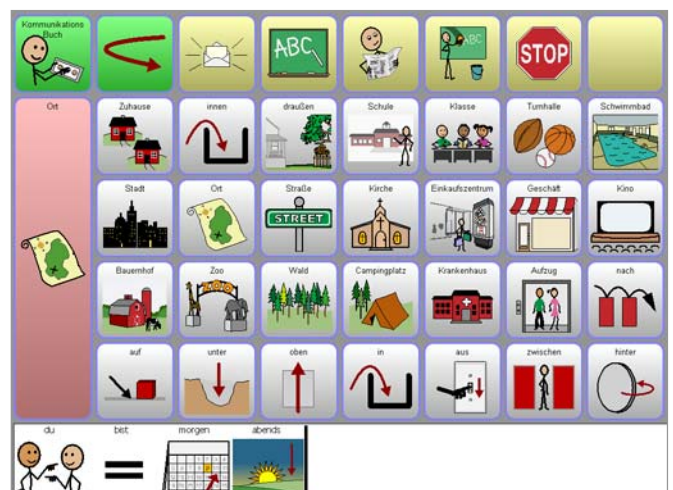 Kommunikations
Buch
ABC
ABC
STOP
Ort
Zuhause
innen
draußen
Schule
Klasse
Turnhalle
Schwimmbad
Stadt
Ort
Straße
STREET
Kirche
Einkaufszentrum
Geschäft
Kino
Bauernhof
Zoo
ZOO
Wald
Campingplatz
Krankenhaus
Aufzug
nach
auf
unter
oben
in
aus
zwischen
hinter
du
bist
morgen
abends